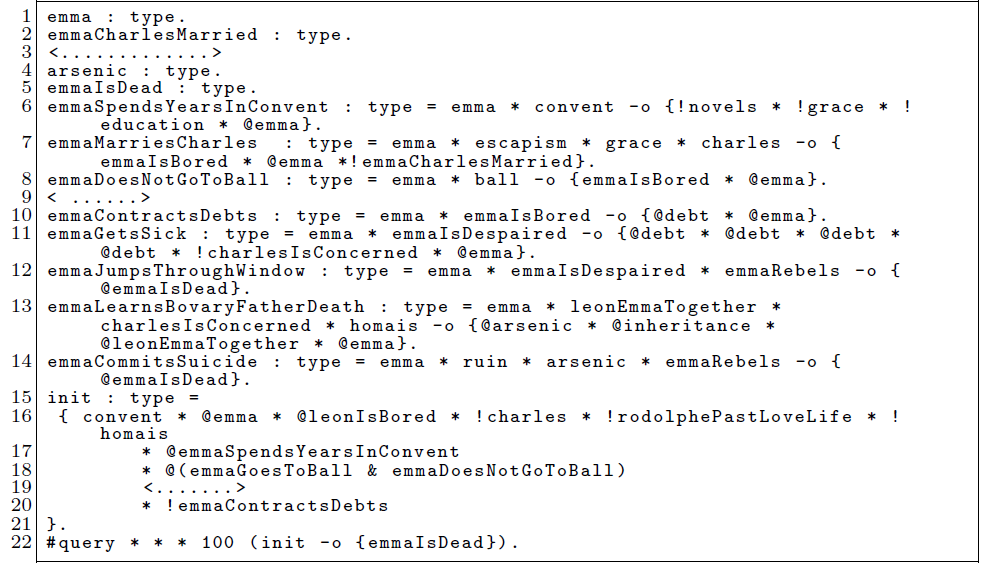 1 emma : type.
2 emmaCharlesMarried : type.
3 <.............>
4 arsenic : type.
5 emmaIsDead : type.
6 emmaSpendsYearsInConvent : type = emma * convent -o {!novels * !grace * !
education * @emma}.
7 emmaMarriesCharles  : type = emma * escapism * grace * charles -o {
emmaIsBored * @emma *!emmaCharlesMarried}.
8 emmaDoesNotGoToBall : type = emma * ball -o {emmaIsBored * @emma}.
9 < ......>
10 emmaContractsDebts : type = emma * emmaIsBored -o {@debt * @emma}.
11 emmaGetsSick : type = emma * emmaIsDespaired -o {@debt * @debt * @debt *
@debt * !charlesIsConcerned * @emma}.
12 emmaJumpsThroughWindow : type = emma * emmaIsDespaired * emmaRebels -o {
@emmaIsDead}.
13 emmaLearnsBovaryFatherDeath : type = emma * leonEmmaTogether *
charlesIsConcerned * homais -o {@arsenic * @inheritance *
@leonEmmaTogether * @emma}.
14 emmaCommitsSuicide : type = emma * ruin * arsenic * emmaRebels -o {
@emmaIsDead}.
15 init : type =
16 { convent * @emma * @leonIsBored * !charles * !rodolphePastLoveLife * !
homais
17 * @emmaSpendsYearsInConvent
18 * @(emmaGoesToBall & emmaDoesNotGoToBall)
19 <.......>
20 * !emmaContractsDebts
21 }.
22 #query * * * 100 (init -o {emmaIsDead}).